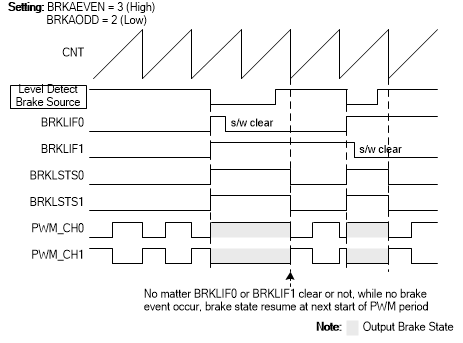 Setting: BRKAEVEN = 3 (High)
BRKAODD = 2 (Low)
CNT
Level Detect
Brake Source
BRKLIF0
s/w clear
BRKLIF1
s/w clear
BRKLSTS0
BRKLSTS1
PWM_CH0
PWM_CH1
No matter BRKLIF0 or BRKLIF1 clear or not, while no brake
event occur, brake state resume at next start of PWM period
Note: Output Brake State